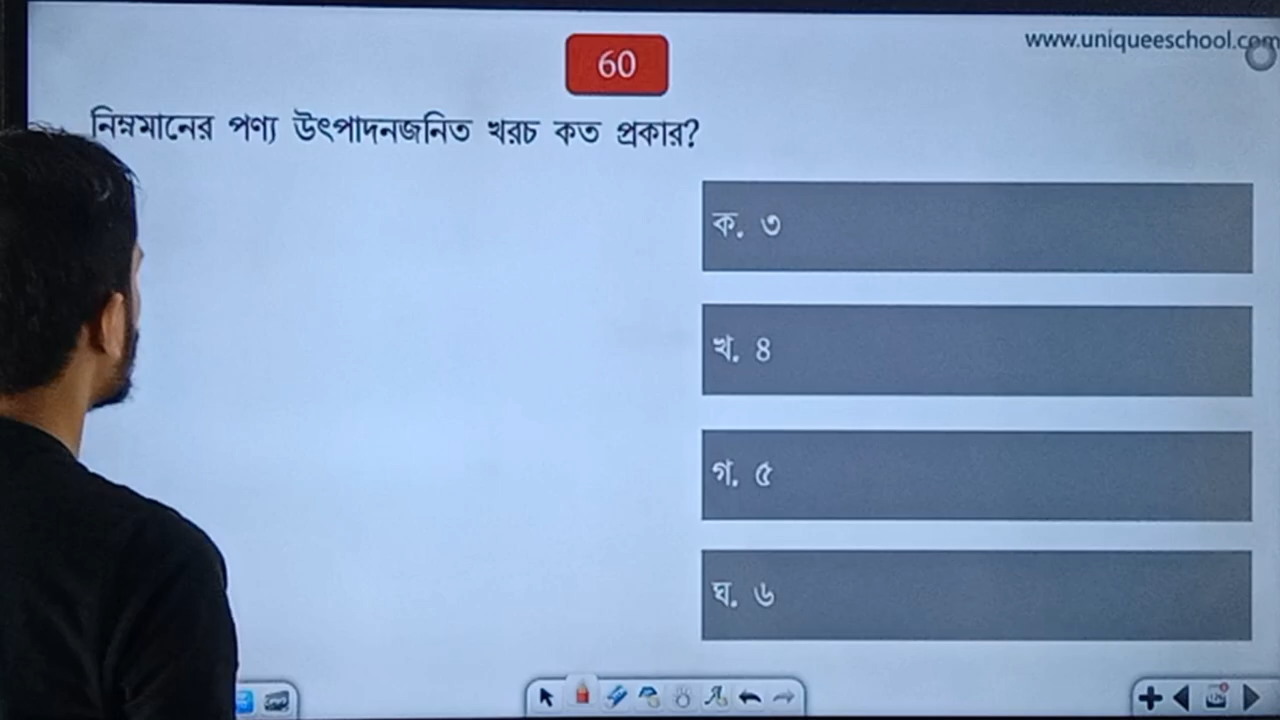 60
www.uniqueeschool.com
নিম্নমানের পণ্য উৎপাদনজনিত খরচ কত প্রকার?
ক. ৩
খ. ৪
গ. ৫
ঘ. ৬